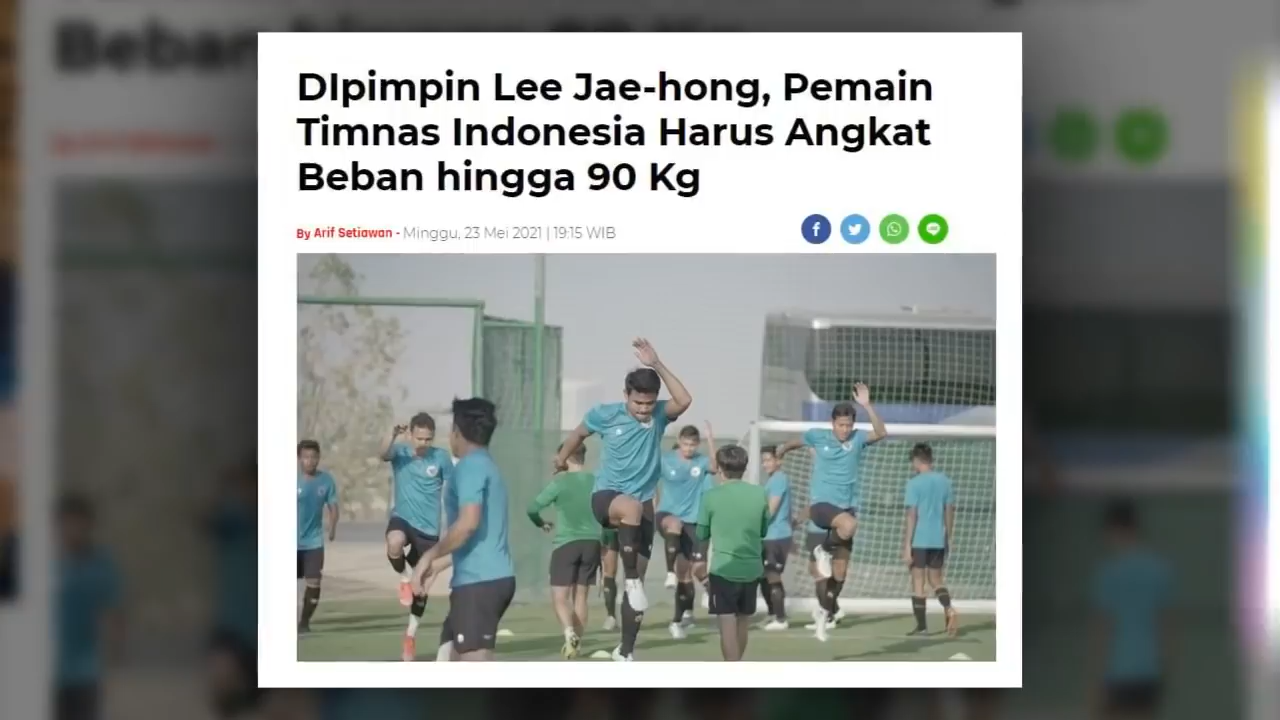 DIpimpin Lee Jae-hong, Pemain
Timnas Indonesia Harus Angkat
Beban hingga 90 Kg
By Arif Setiawan - Minggu, 23 Mei 2021 | 19:15 WIB